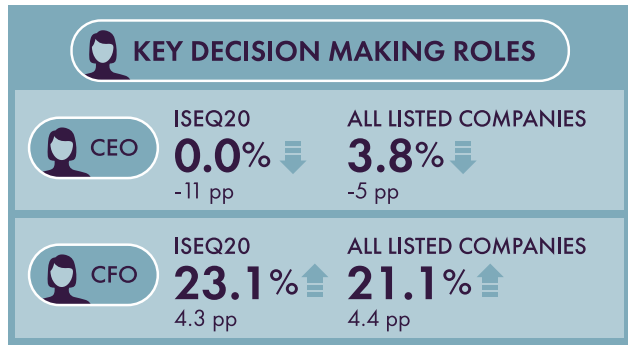 KEY DECISION MAKING ROLES
CEO
ISEQ20
0.0%
-11 pp
ALL LISTED COMPANIES
3.8%
-5 pp
CFO
ISEQ20
23.1%
4.3 pp
ALL LISTED COMPANIES
21.1%
4.4 pp